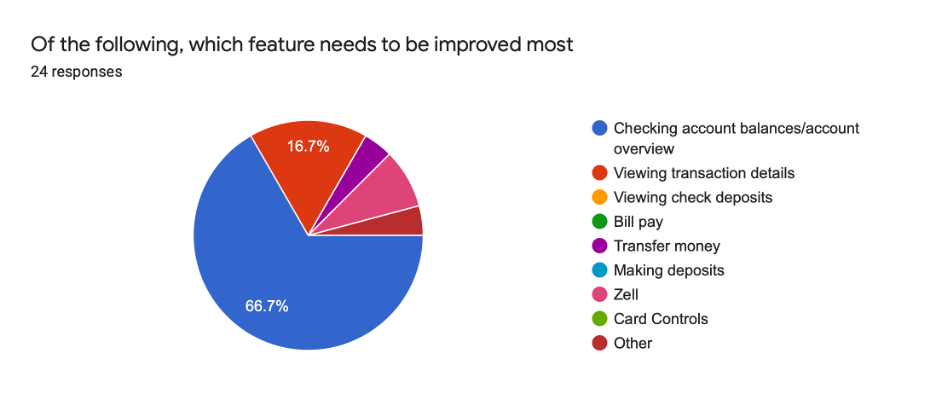 Of the following, which feature needs to be improved most
24 responses
16.7%
66.7%
Checking account balances/account
overview
Viewing transaction details
Viewing check deposits
Bill pay
Transfer money
Making deposits
Zell
Card Controls
Other